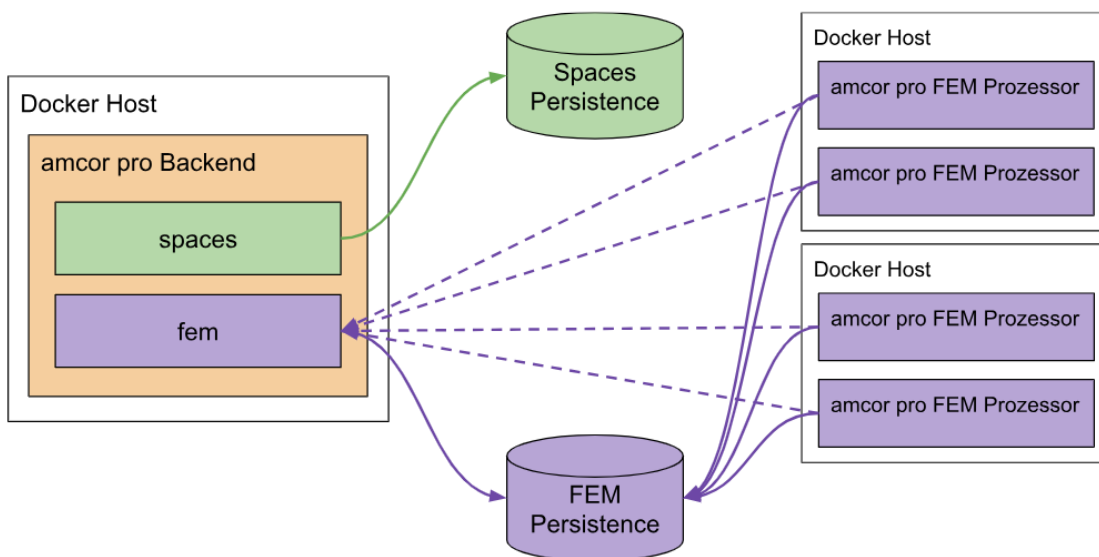 Docker Host
amcor pro Backend
spaces
fem
Spaces
Persistence
FEM
Persistence
Docker Host
amcor pro FEM Prozessor
amcor pro FEM Prozessor
Docker Host
amcor pro FEM Prozessor
amcor pro FEM Prozessor